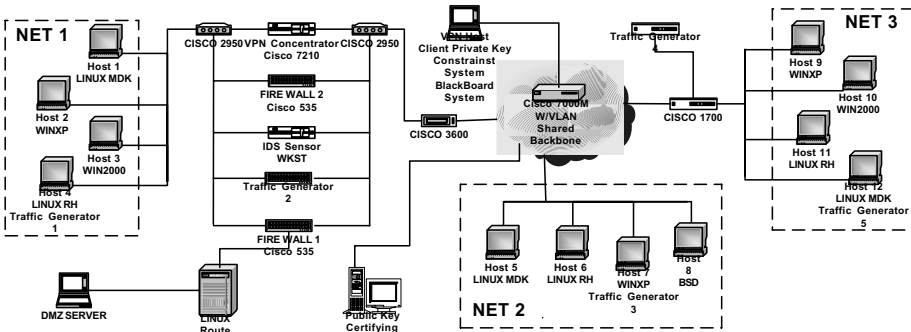 NET 1
Host 1
LINUX MDK
Host 2
WINXP
Host 3
WIN2000
Host 4
LINUX RH
Traffic Generator
1
CISCO 2950
VPN Concentrator
Cisco 7210
CISCO 2950
FIRE WALL 2
Cisco 535
IDS Sensor
WKST
Traffic Generator
2
FIRE WALL 1
Cisco 535
CISCO 3600
VPN Host
Client Private Key
Constrainst
System
BlackBoard
System
Cisco 7000M
W/VLAN
Shared
Backbone
Traffic Generator
4
CISCO 1700
NET 3
Host 9
WINXP
Host 10
WIN2000
Host 11
LINUX RH
Host 12
LINUX MDK
Traffic Generator
5
Host 5
LINUX MDK
Host 6
LINUX RH
Host 7
WINXP
Traffic Generator
3
Host
8
BSD
NET 2
DMZ SERVER
LINUX
Route
Public Key
Certifying